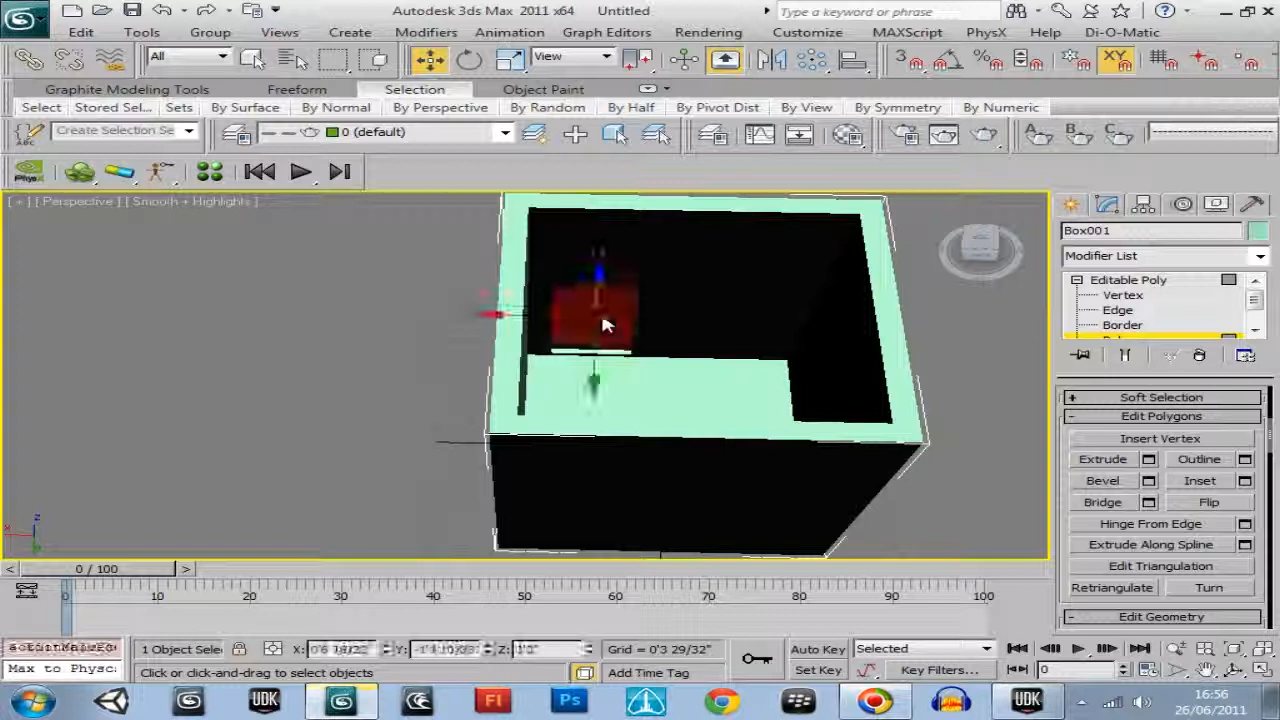 Autodesk 3ds Max 2011 x64 Untitled
Type a keyword or phrase
Edit Tools Group Views Create Modifiers Animation Graph Editors Rendering Customize MAXScript PhysX Help Di-O-Matic
All View 3
Graphite Modeling Tools Freeform Selection Object Paint
Select Stored Sel... Sets By Surface By Normal By Perspective By Random By Half By Pivot Dist By View By Symmetry By Numeric
Create Selection Se 0 (default) A B C
[ + ] [ Perspective ] [ Smooth + Highlights ]
Box001
Modifier List
Editable Poly
Vertex
Edge
Border
+ Soft Selection
- Edit Polygons
Insert Vertex
Extrude Outline
Bevel Inset
Bridge Flip
Hinge From Edge
Extrude Along Spline
Edit Triangulation
Retriangulate Turn
- Edit Geometry
x z
< 0 / 100 >
0 10 20 30 40 50 60 70 80 90 100
1 Object Sele X: Y: Z: Grid = 0'3 29/32" Auto Key Selected
Max to Physc: Click or click-and-drag to select objects Add Time Tag Set Key Key Filters... 0
UDK Fl Ps UDK 16:56
26/06/2011